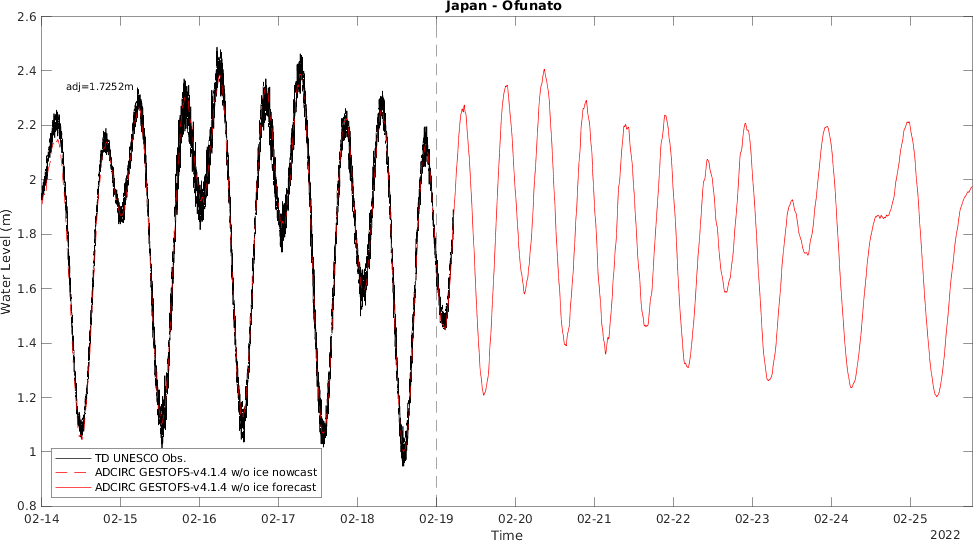 Japan - Ofunato
2.6
2.4
adj=1.7252m
2.2
2
1.8
1.6
1.4
1.2
1
0.8
Water Level (m)
TD UNESCO Obs.
ADCIRC GESTOFS-v4.1.4 w/o ice nowcast
ADCIRC GESTOFS-v4.1.4 w/o ice forecast
02-14 02-15 02-16 02-17 02-18 02-19 02-20 02-21 02-22 02-23 02-24 02-25
Time
2022